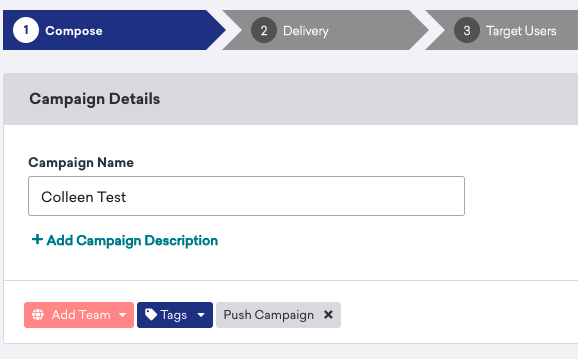 1 Compose 2 Delivery 3 Target Users
Campaign Details
Campaign Name
Colleen Test
+ Add Campaign Description
Add Team Tags Push Campaign ×